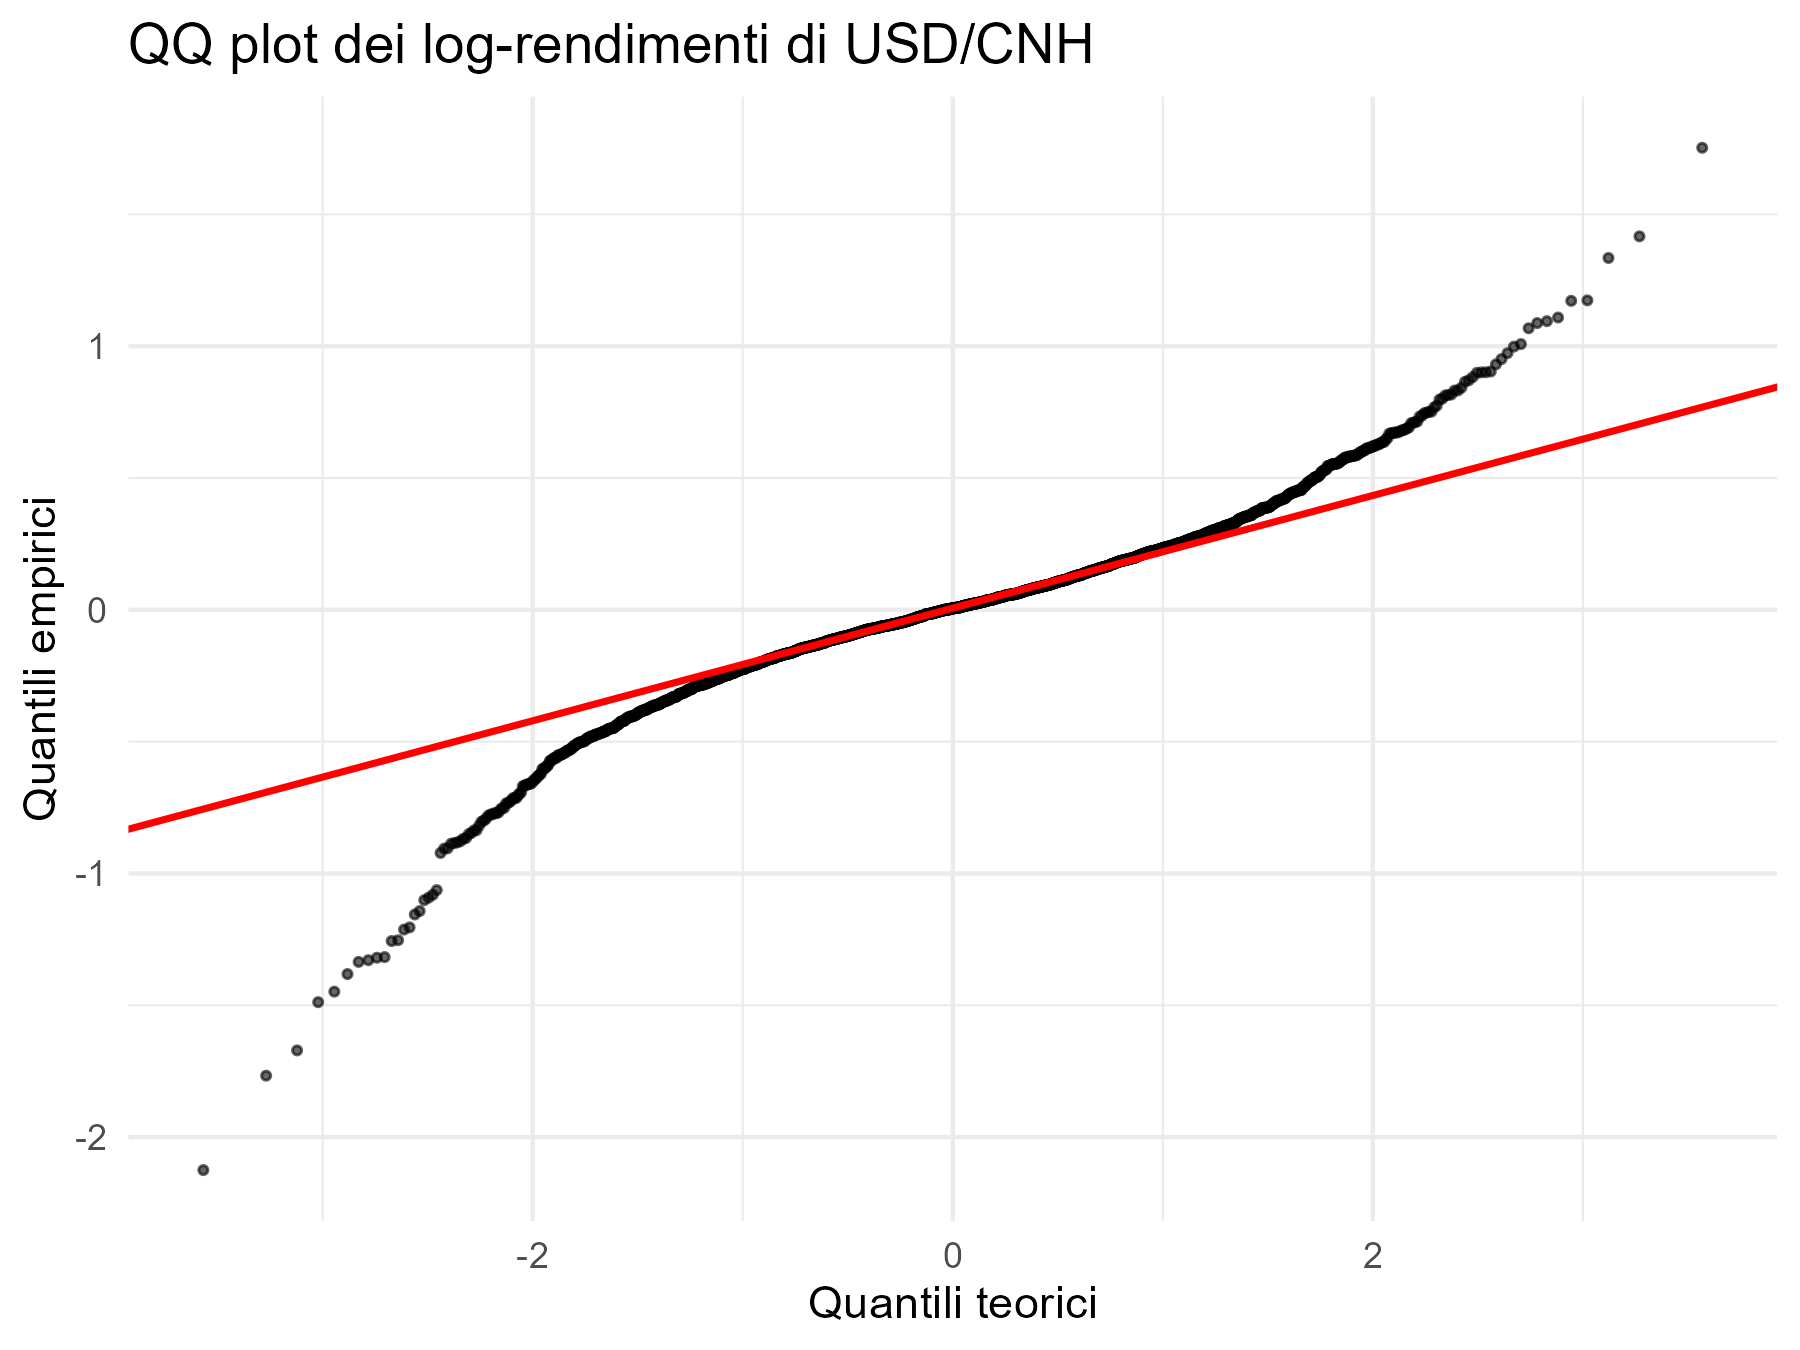 QQ plot dei log-rendimenti di USD/CNH
Quantili empirici
1
0
-1
-2
-2
0
2
Quantili teorici